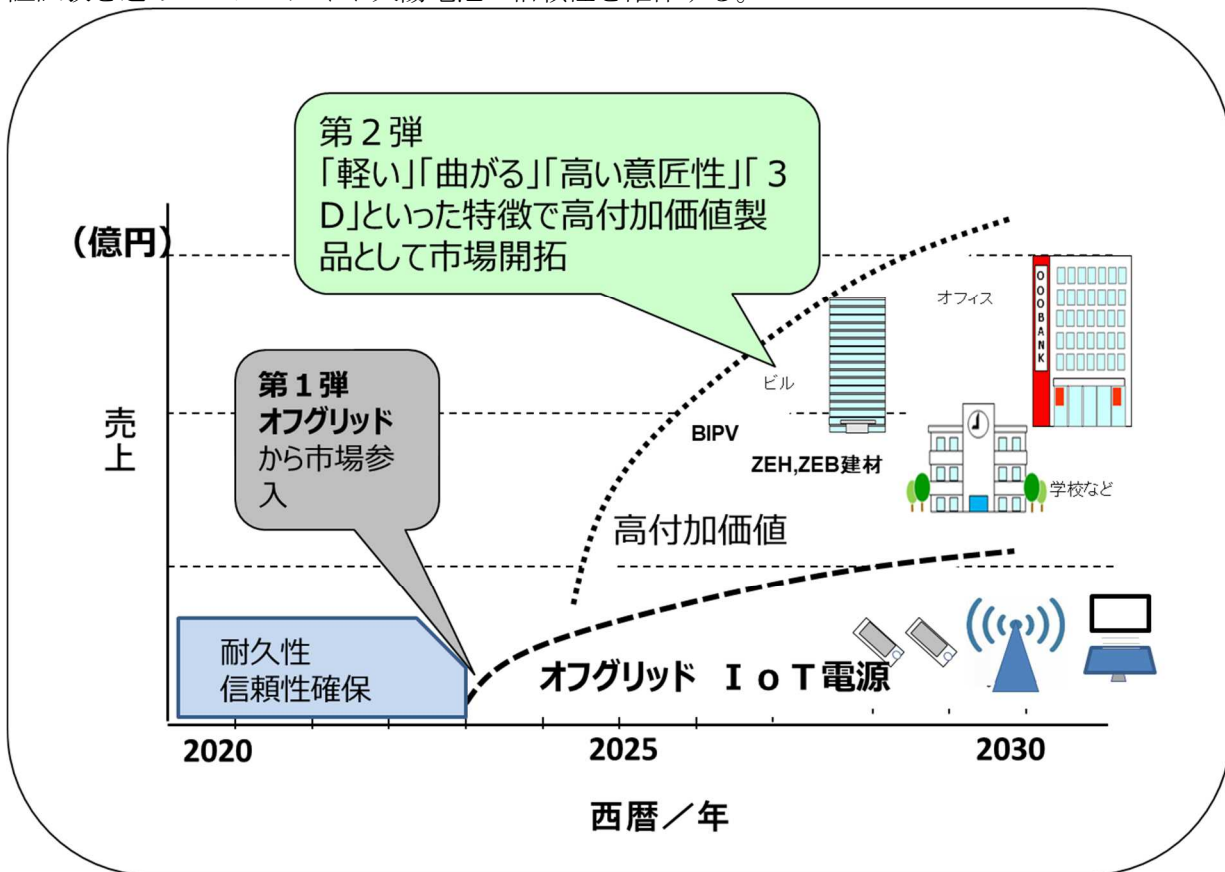 第２弾
「軽い」「曲がる」「高い意匠性」「３
D」といった特徴で高付加価値製
品として市場開拓
（億円）
オフィス
OOOBANK
第１弾
オフグリッド
から市場参
入
売上
ビル
BIPV
ZEH,ZEB建材
学校など
高付加価値
耐久性
信頼性確保
オフグリッド ＩｏＴ電源
2020
2025
2030
西暦／年